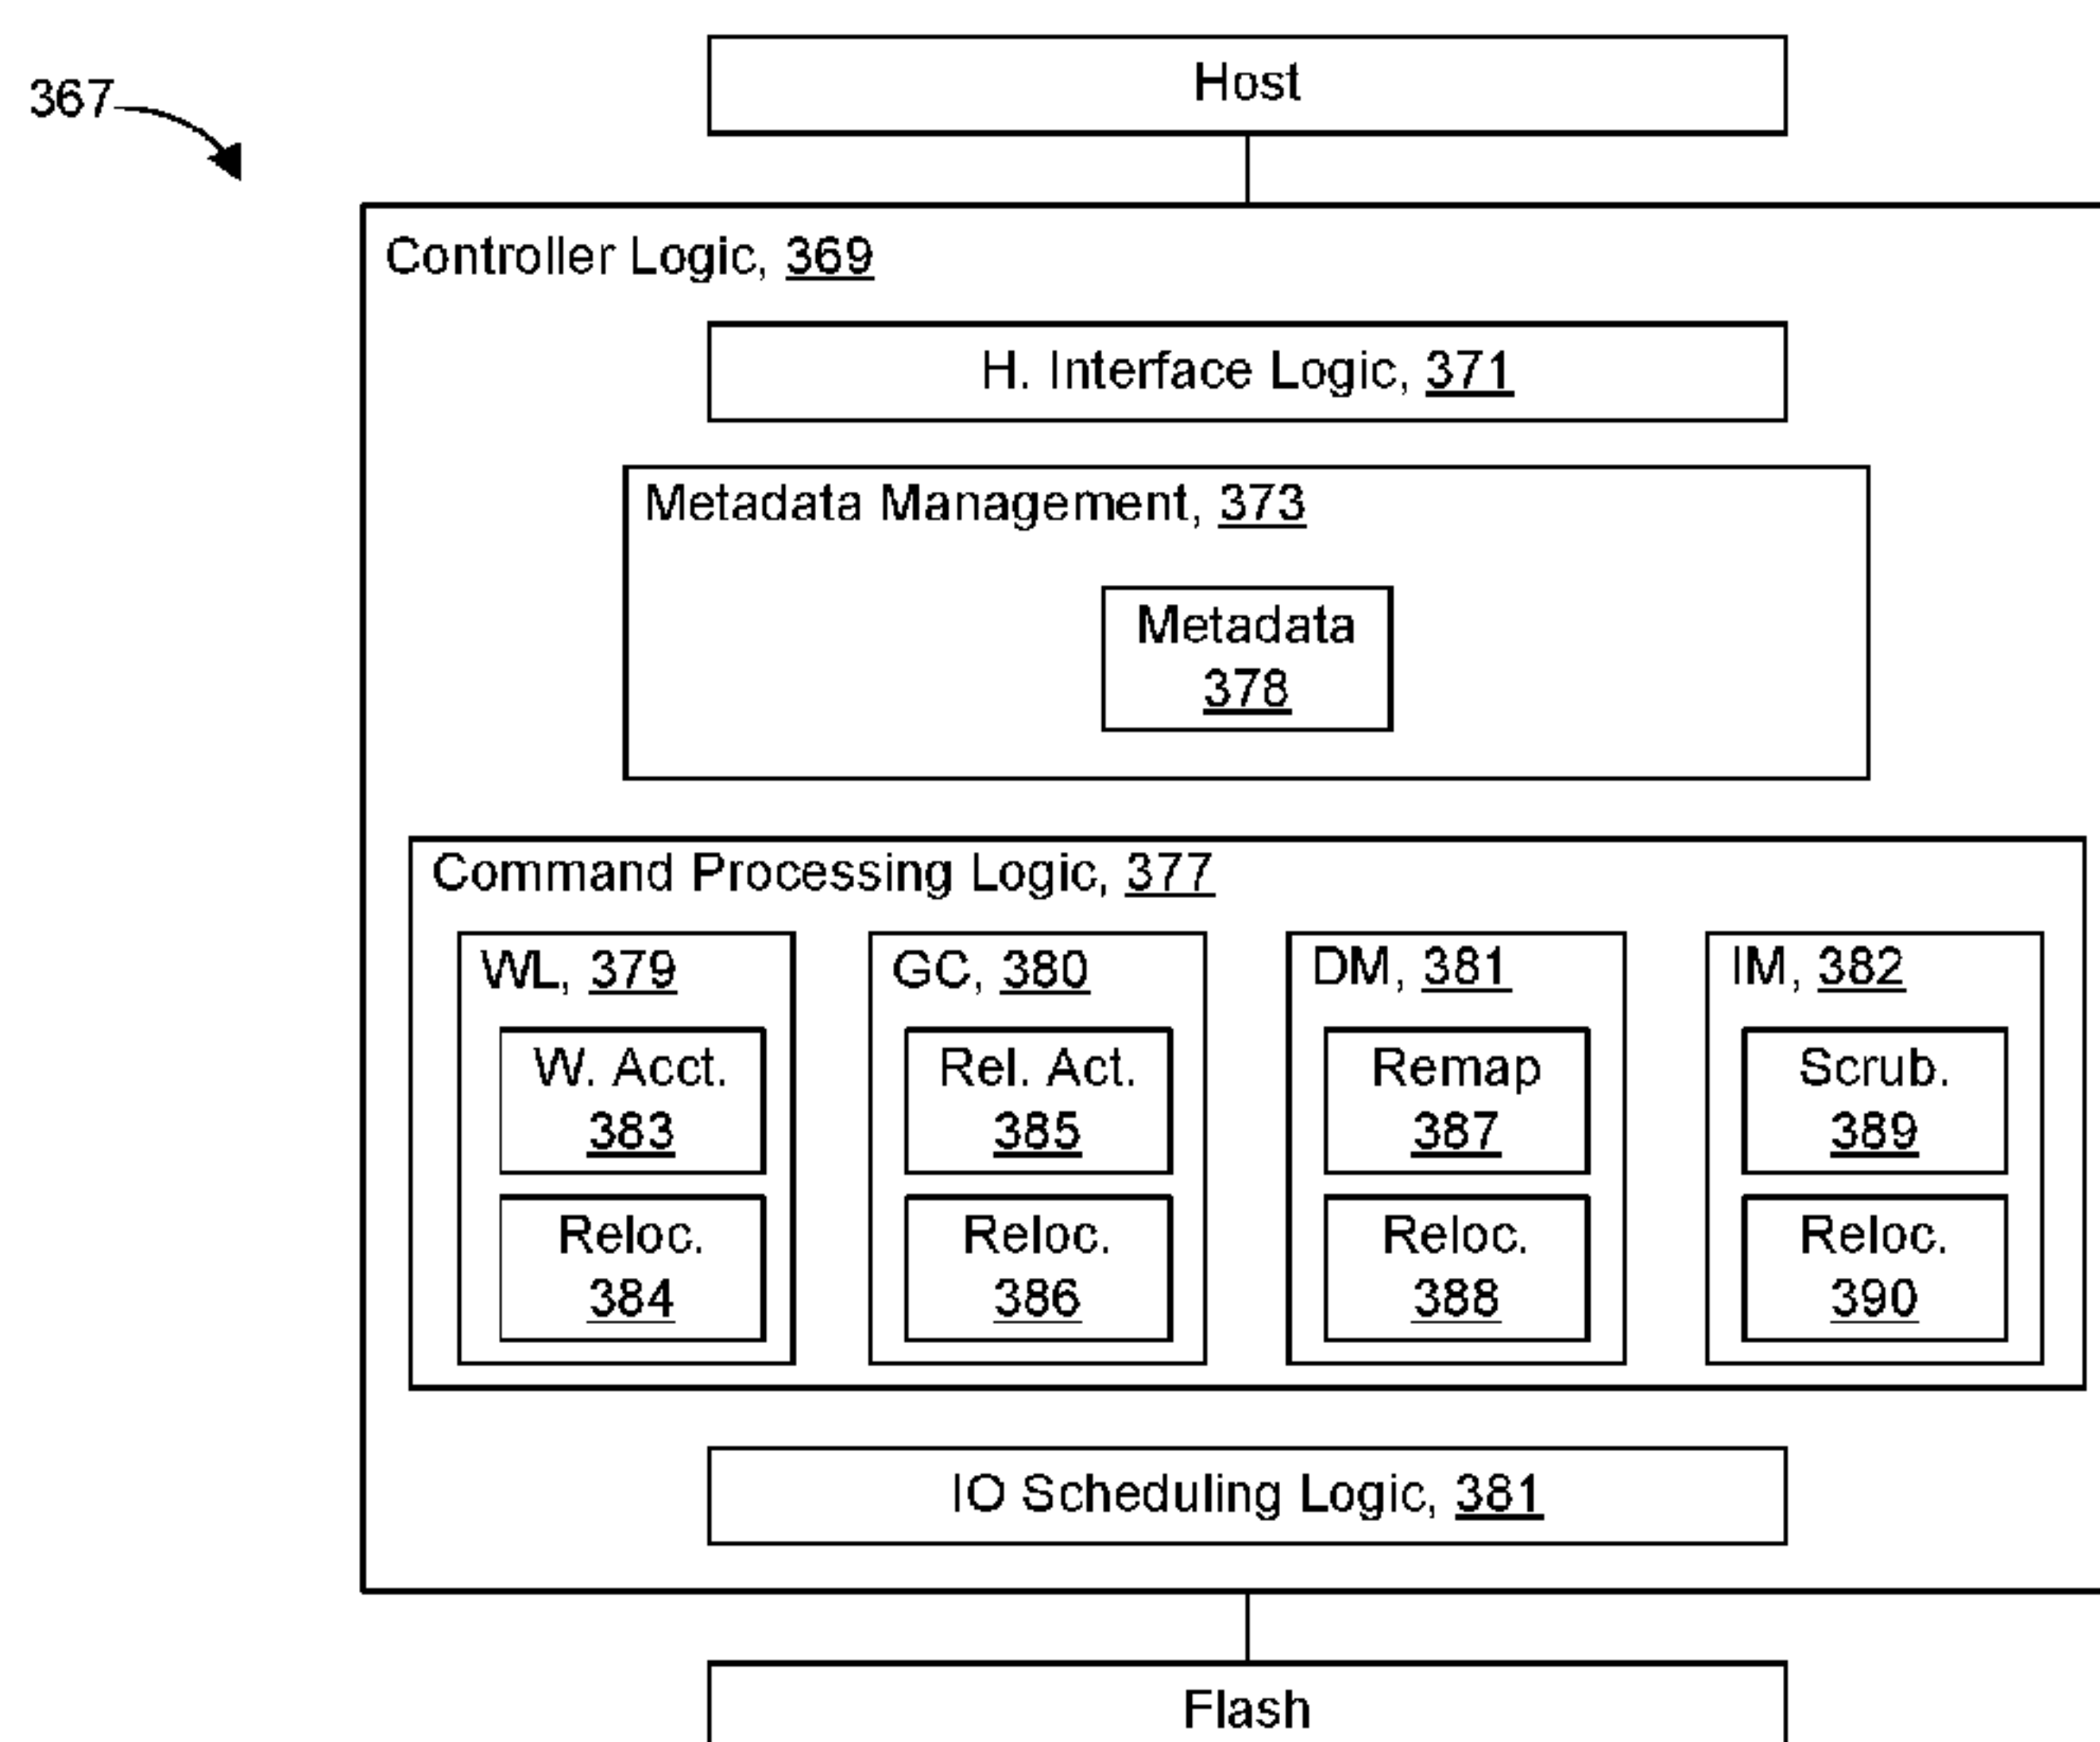 Host
367
Controller Logic, 369
H. Interface Logic, 371
Metadata Management, 373
Metadata
378
Command Processing Logic, 377
WL, 379
GC, 380
DM, 381
IM, 382
W. Acct.
383
Rel. Act.
385
Remap
387
Scrub.
389
Reloc.
384
Reloc.
386
Reloc.
388
Reloc.
390
IO Scheduling Logic, 381
Flash